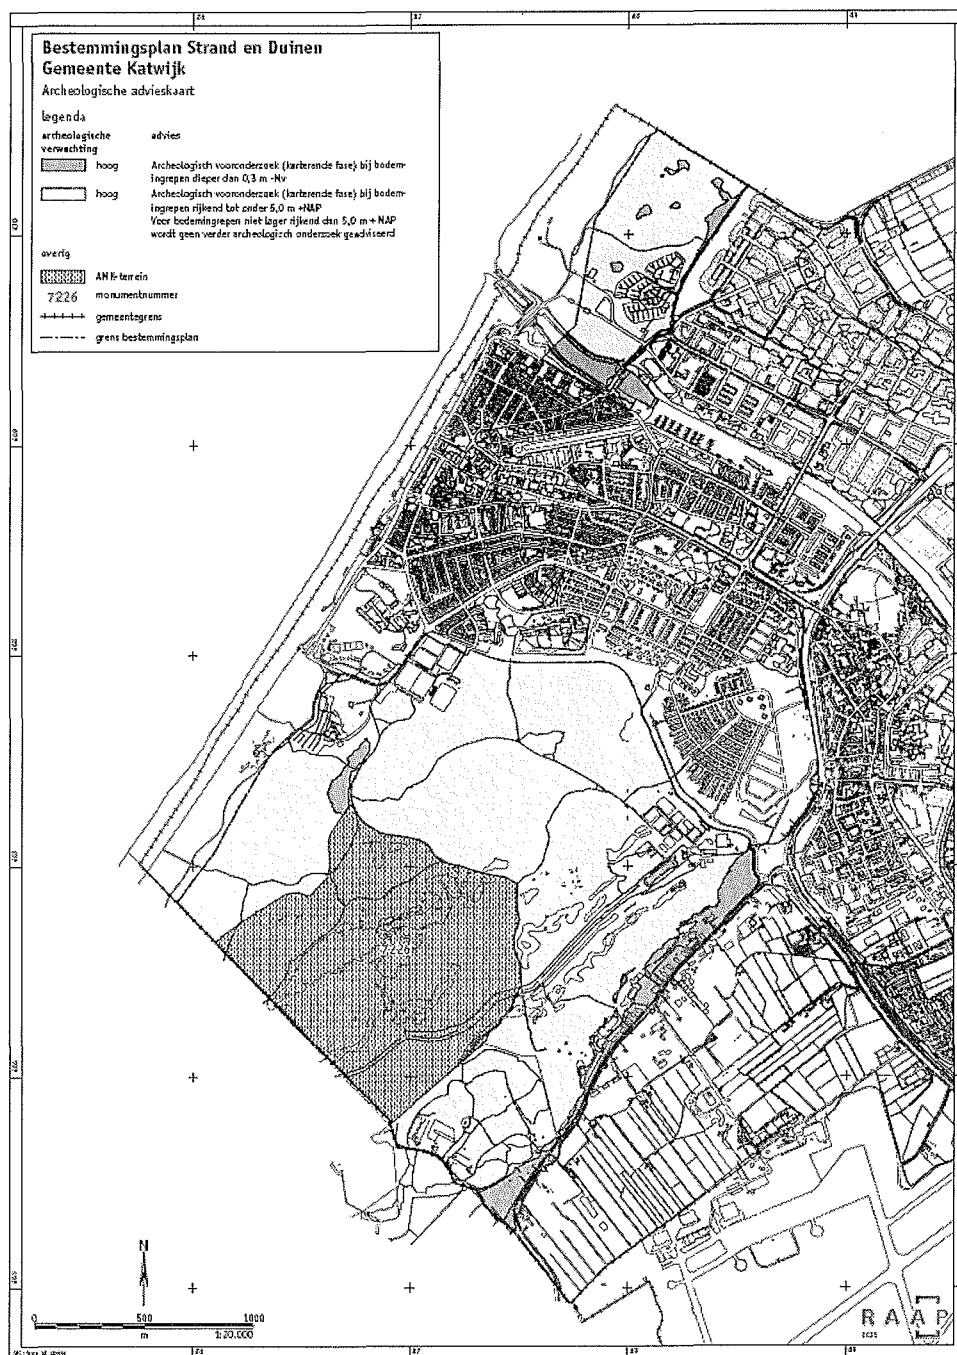 Bestemmingsplan Strand en Duinen
Gemeente Katwijk
Archeologische advieskaart
legenda
archeologische verwachting
advies
hoog
Archeologisch vooronderzoek (karterende fase) bij bodem-
ingrepen dieper dan 0,3 m -Mv
hoog
Archeologisch vooronderzoek (karterende fase) bij bodem-
ingrepen rijkend tot onder 5,0 m +NAP
Voor bodemingrepen niet lager rijkend dan 5,0 m + NAP
wordt geen verder archeologisch onderzoek geadviseerd
overig
AMK-terrein
7226 monumentnummer
gemeentegrens
grens bestemmingsplan
7226
N
0 500 1000
m 1:20.000
RAAP